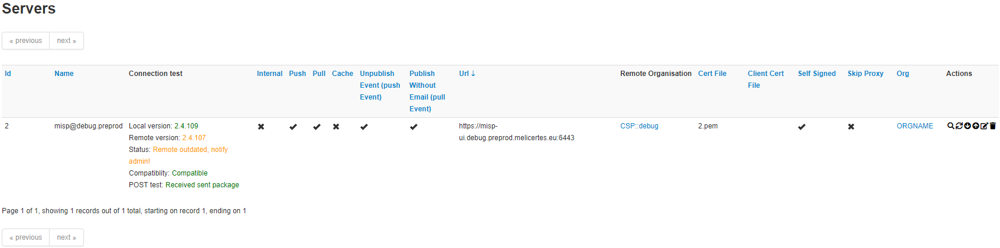 Servers
« previous next »
Id Name Connection test Internal Push Pull Cache Unpublish Event (push Event) Publish Without Email (pull Event) Url ⇣ Remote Organisation Cert File Client Cert File Self Signed Skip Proxy Org Actions
2 misp@debug.preprod Local version: 2.4.109
Remote version: 2.4.107
Status: Remote outdated, notify
admin!
Compatiblity: Compatible
POST test: Received sent package
✖ ✔ ✔ ✖ ✔ ✔ https://misp-
ui.debug.preprod.melicertes.eu:6443
CSP::debug 2.pem ✔ ✖ ORGNAME
Page 1 of 1, showing 1 records out of 1 total, starting on record 1, ending on 1
« previous next »